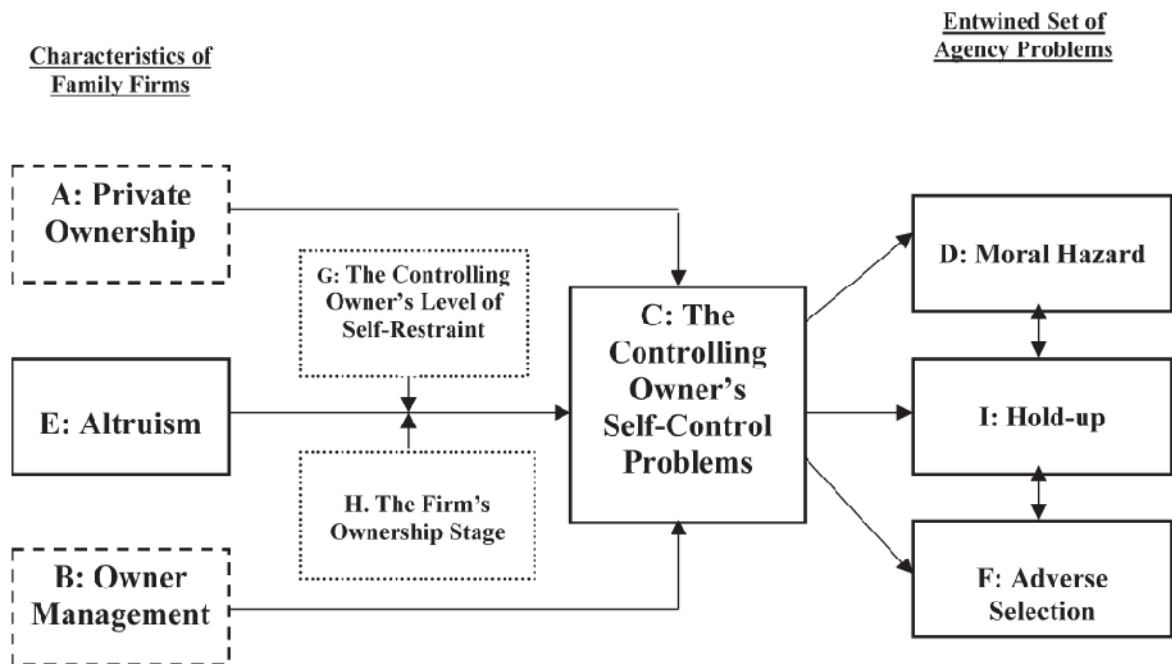 Characteristics of
Family Firms
Entwined Set of
Agency Problems
A: Private
Ownership
G: The Controlling
Owner's Level of
Self-Restraint
E: Altruism
H. The Firm's
Ownership Stage
B: Owner
Management
C: The
Controlling
Owner's
Self-Control
Problems
D: Moral Hazard
I: Hold-up
F: Adverse
Selection